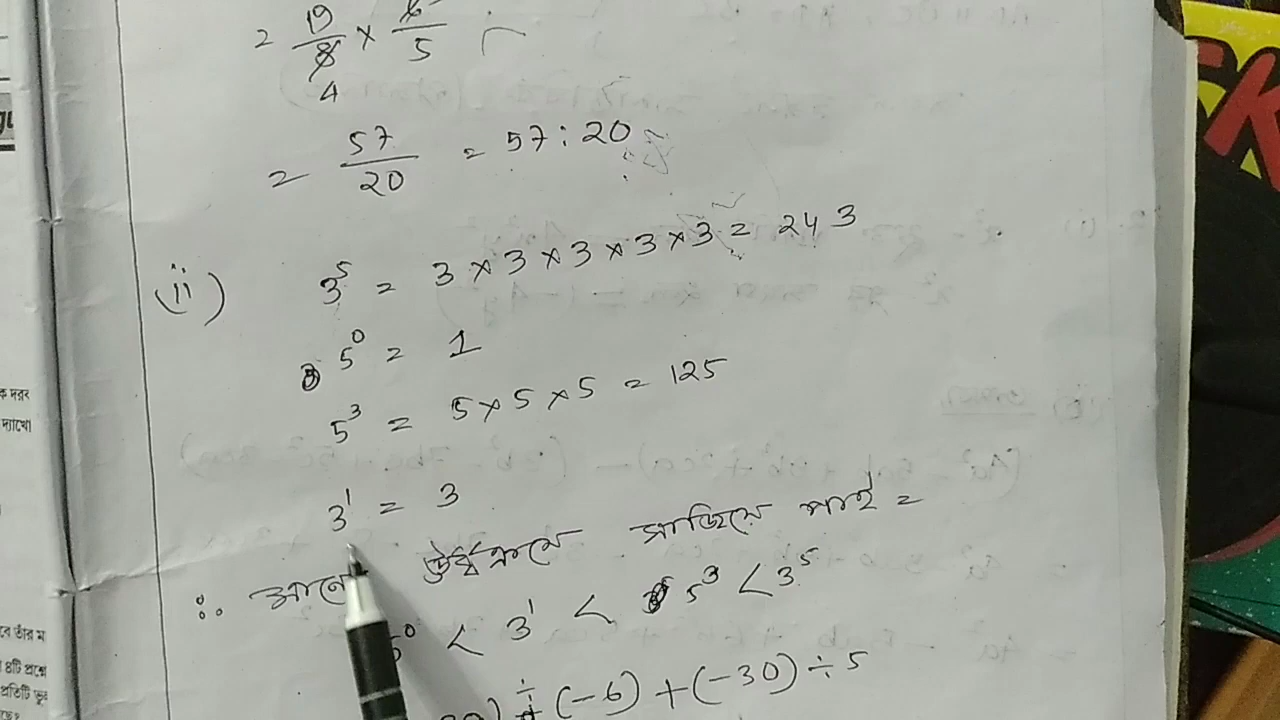 = 19/8 × 6/5
4
= 57/20 = 57 : 20
(ii) 3⁵ = 3 × 3 × 3 × 3 × 3 = 243
5⁰ = 1
5³ = 5 × 5 × 5 = 125
3¹ = 3
∴ মানের ঊর্ধ্বক্রমে সাজিয়ে পাই =
5⁰ < 3¹ < 5³ < 3⁵
÷ (-6) + (-30) ÷ 5